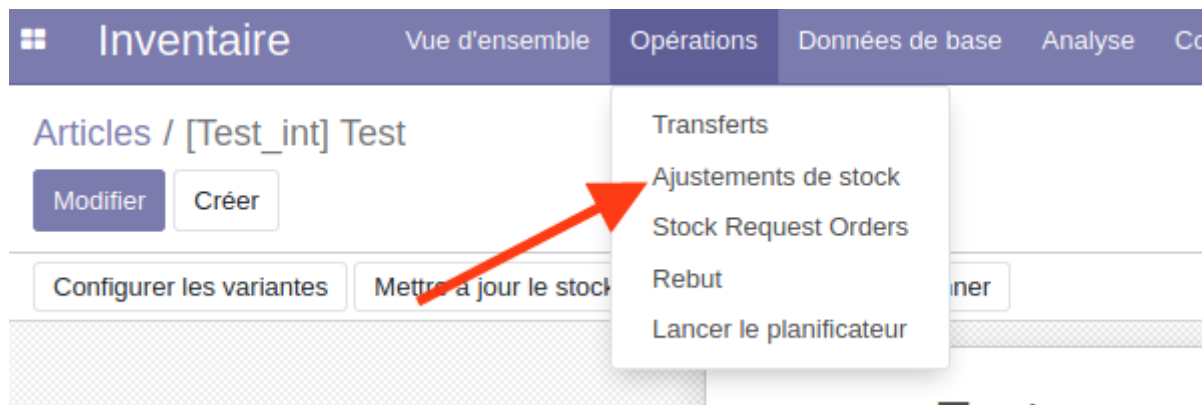 Inventaire Vue d'ensemble Opérations Données de base Analyse
Articles / [Test_int] Test
Modifier Créer
Transferts
Ajustements de stock
Stock Request Orders
Rebut
Lancer le planificateur
Configurer les variantes Mettre à jour le stock